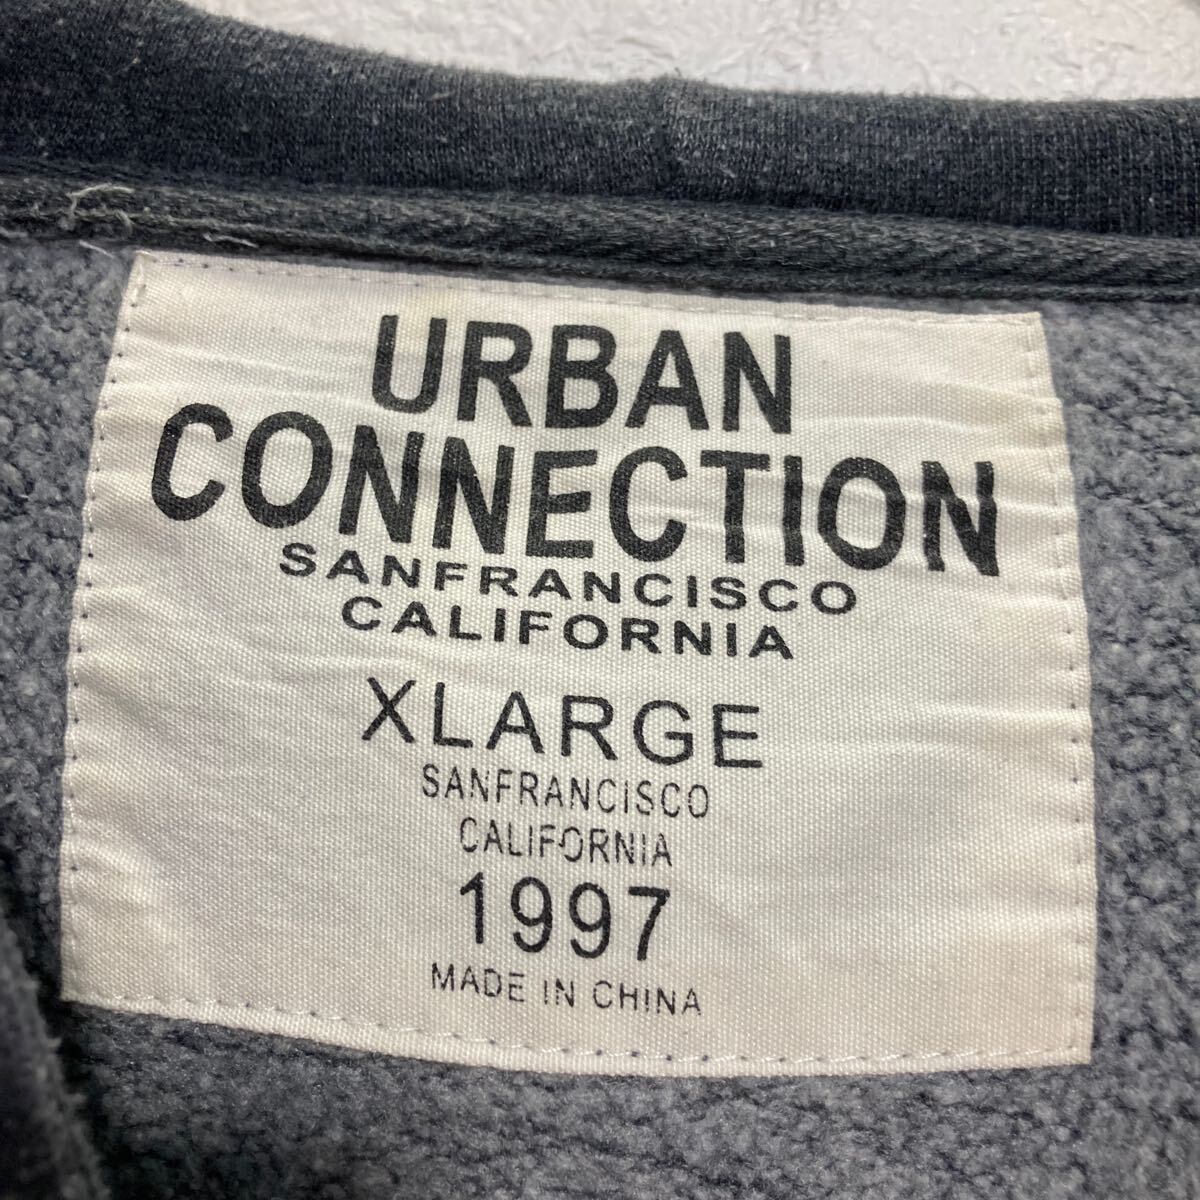 URBAN
CONNECTION
SANFRANCISCO
CALIFORNIA
XLARGE
SANFRANCISCO
CALIFORNIA
1997
MADE IN CHINA